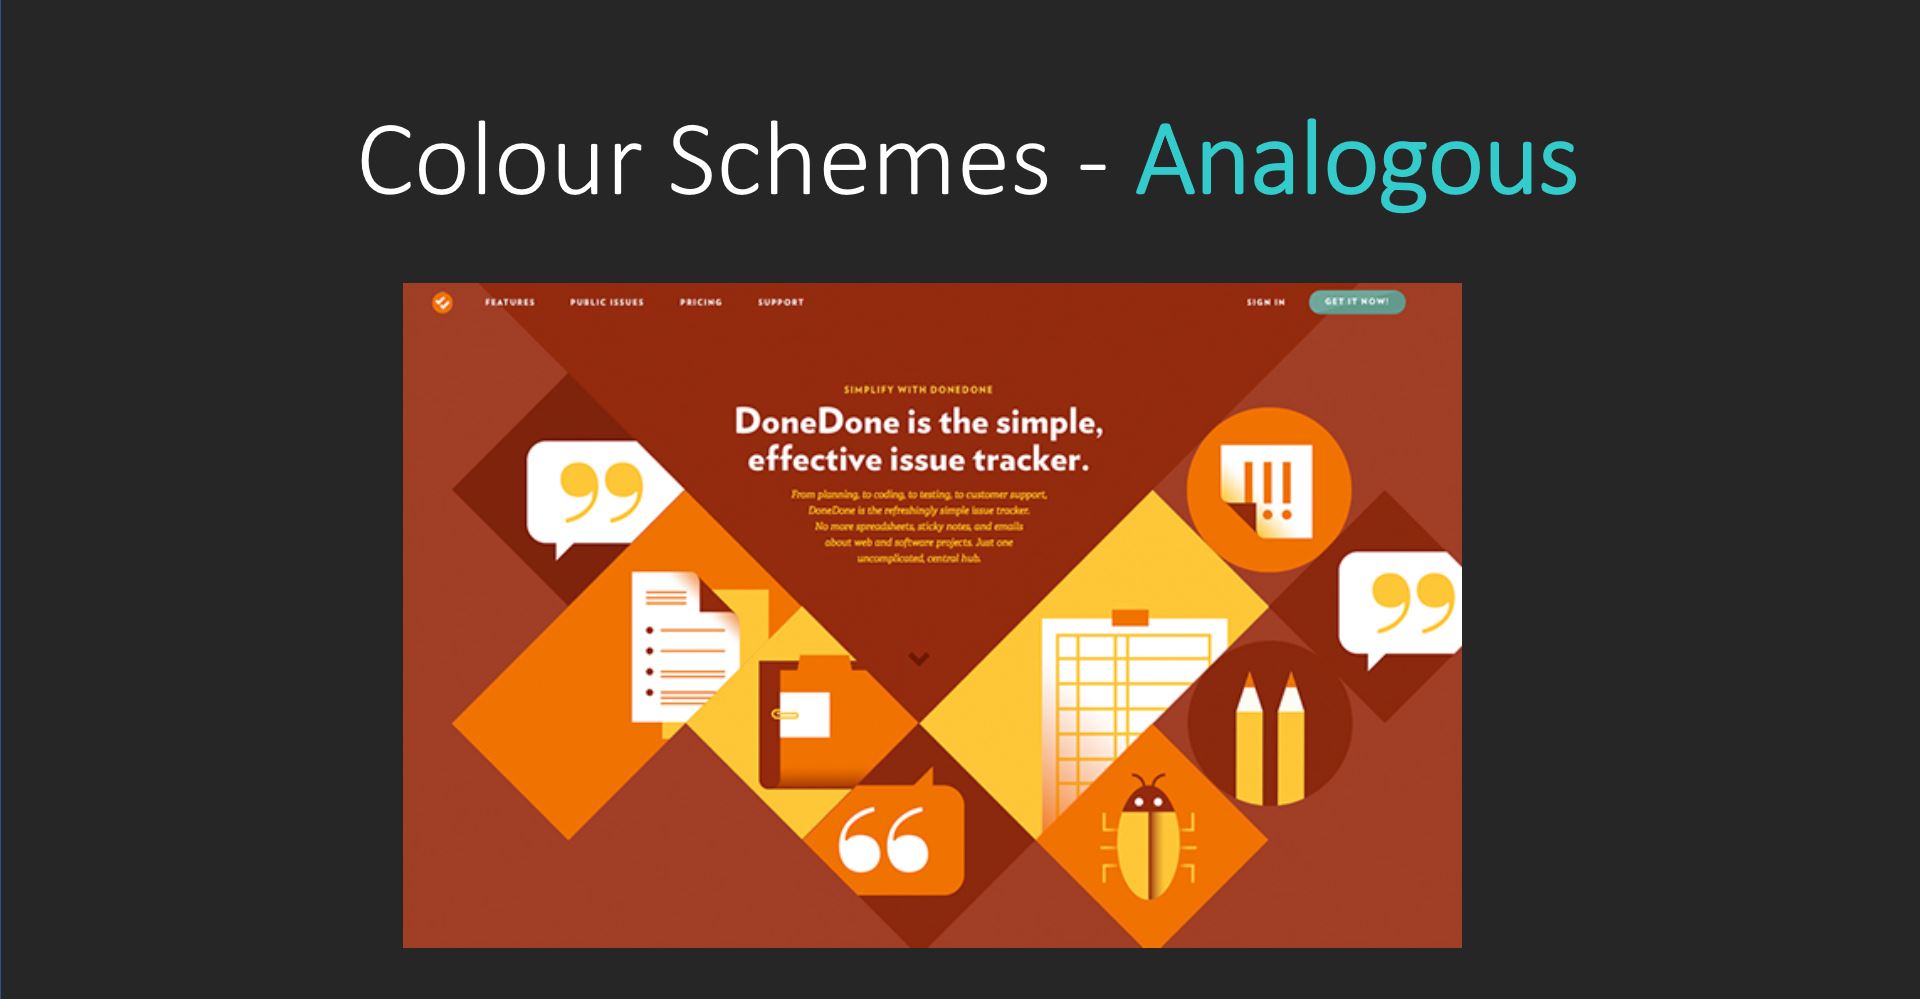 Colour Schemes - Analogous
FEATURES PUBLIC ISSUES PRICING SUPPORT SIGN IN GET IT NOW!
SIMPLIFY WITH DONEDONE
DoneDone is the simple,
effective issue tracker.
From planning, to coding, to testing, to customer support,
DoneDone is the refreshingly simple issue tracker.
No more spreadsheets, sticky notes, and emails
about web and software projects. Just one
uncomplicated, central hub.